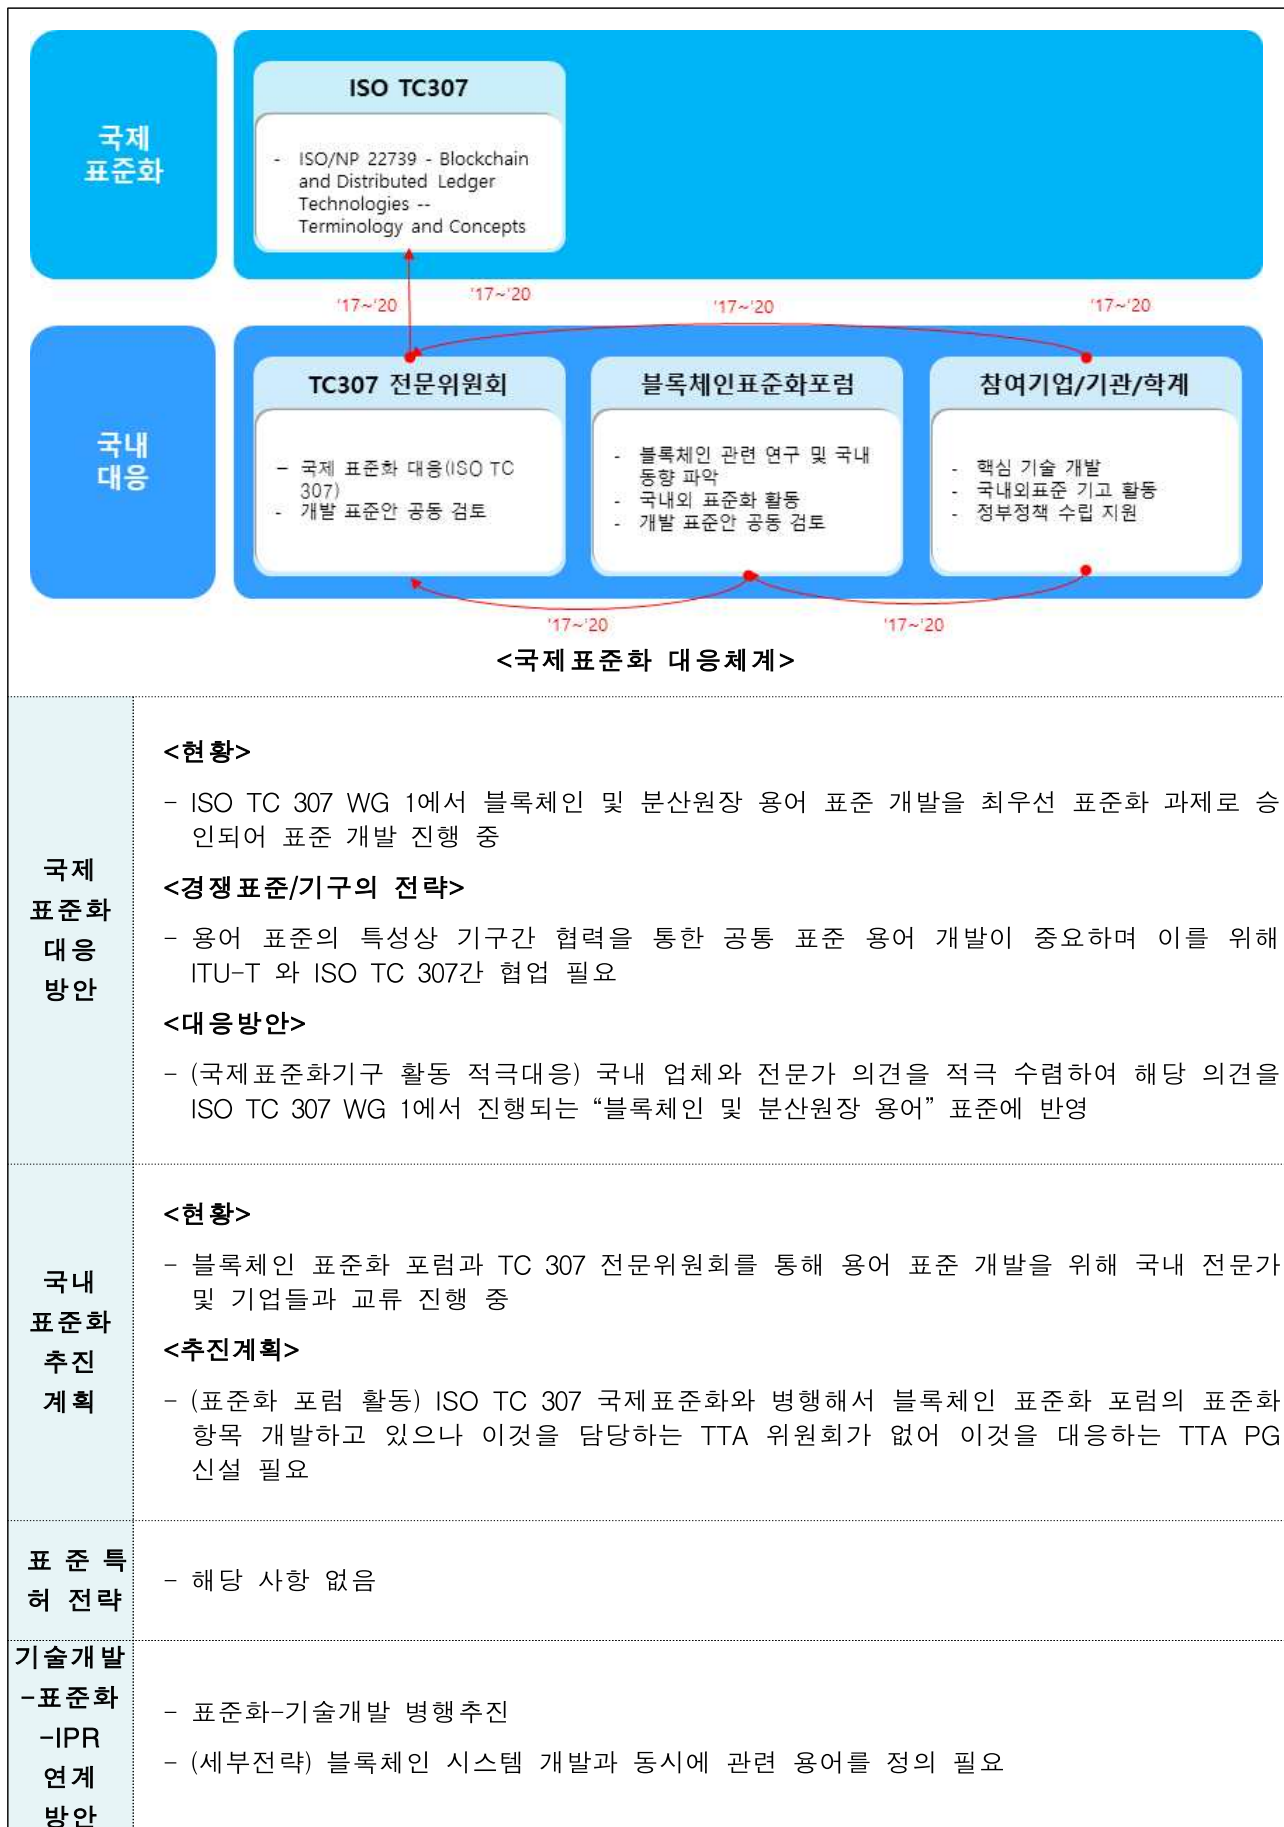 국제
표준화
ISO TC307
- ISO/NP 22739 - Blockchain
and Distributed Ledger
Technologies --
Terminology and Concepts
'17~'20
'17~'20
'17~'20
'17~'20
국내
대응
TC307 전문위원회
- 국제 표준화 대응(ISO TC
307)
- 개발 표준안 공동 검토
블록체인표준화포럼
- 블록체인 관련 연구 및 국내
동향 파악
- 국내외 표준화 활동
- 개발 표준안 공동 검토
참여기업/기관/학계
- 핵심 기술 개발
- 국내외표준 기고 활동
- 정부정책 수립 지원
'17~'20
'17~'20
<국제표준화 대응체계>
국제
표준화
대응
방안
<현황>
- ISO TC 307 WG 1에서 블록체인 및 분산원장 용어 표준 개발을 최우선 표준화 과제로 승
인되어 표준 개발 진행 중
<경쟁표준/기구의 전략>
- 용어 표준의 특성상 기구간 협력을 통한 공통 표준 용어 개발이 중요하며 이를 위해
ITU-T 와 ISO TC 307간 협업 필요
<대응방안>
- (국제표준화기구 활동 적극대응) 국내 업체와 전문가 의견을 적극 수렴하여 해당 의견을
ISO TC 307 WG 1에서 진행되는 “블록체인 및 분산원장 용어” 표준에 반영
국내
표준화
추진
계획
<현황>
- 블록체인 표준화 포럼과 TC 307 전문위원회를 통해 용어 표준 개발을 위해 국내 전문가
및 기업들과 교류 진행 중
<추진계획>
- (표준화 포럼 활동) ISO TC 307 국제표준화와 병행해서 블록체인 표준화 포럼의 표준화
항목 개발하고 있으나 이것을 담당하는 TTA 위원회가 없어 이것을 대응하는 TTA PG
신설 필요
표 준 특
허 전략
- 해당 사항 없음
기술개발
-표준화
-IPR
연계
방안
- 표준화-기술개발 병행추진
- (세부전략) 블록체인 시스템 개발과 동시에 관련 용어를 정의 필요